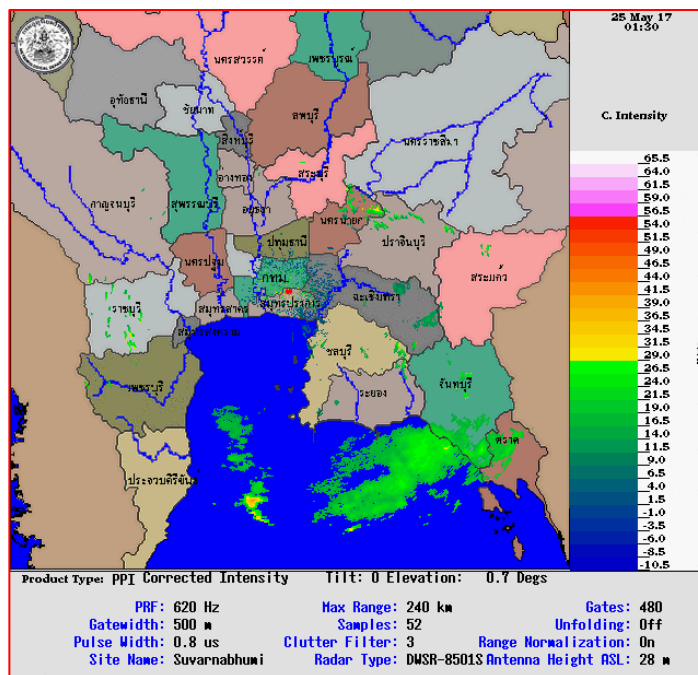 25 May 17
01:30
C. Intensity
65.5
64.0
61.5
59.0
56.5
54.0
51.5
49.0
46.5
44.0
41.5
39.0
36.5
34.0
31.5
29.0
26.5
24.0
21.5
19.0
16.5
14.0
11.5
9.0
6.5
4.0
1.5
-1.0
-3.5
-6.0
-8.5
-10.5
นครสวรรค์
เพชรบูรณ์
อุทัยธานี
ชัยนาท
ลพบุรี
สิงห์บุรี
นครราชสีมา
สระบุรี
อ่างทอง
กาญจนบุรี
สุพรรณบุรี
อยุธยา
นครนายก
ปราจีนบุรี
ปทุมธานี
นครปฐม
สระแก้ว
กทม.
ราชบุรี
สมุทรสาคร
สมุทรปราการ
ฉะเชิงเทรา
สมุทรสงคราม
ชลบุรี
เพชรบุรี
ระยอง
จันทบุรี
ตราด
ประจวบคีรีขันธ์
Product Type: PPI Corrected Intensity Tilt: 0 Elevation: 0.7 Degs
PRF: 620 Hz Max Range: 240 km Gates: 480
Gatewidth: 500 m Samples: 52 Unfolding: Off
Pulse Width: 0.8 us Clutter Filter: 3 Range Normalization: On
Site Name: Suvarnabhumi Radar Type: DWSR-8501S Antenna Height ASL: 28 m